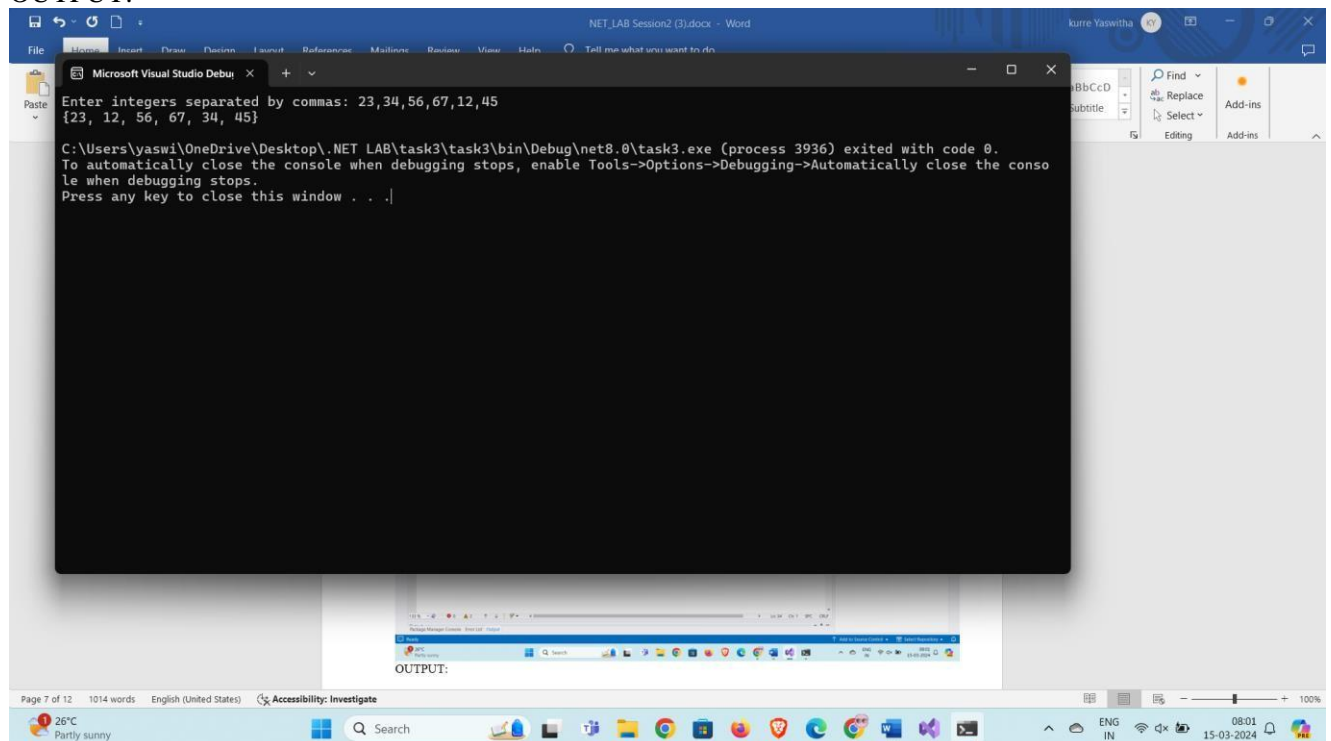 OUTPUT:
NET_LAB Session2 (3).docx - Word
kurre Yaswitha
KY
File Home Insert Draw Design Layout References Mailings Review View Help Tell me what you want to do
Microsoft Visual Studio Debug
Paste
Enter integers separated by commas: 23,34,56,67,12,45
{23, 12, 56, 67, 34, 45}
C:\Users\yaswi\OneDrive\Desktop\.NET LAB\task3\task3\bin\Debug\net8.0\task3.exe (process 3936) exited with code 0.
To automatically close the console when debugging stops, enable Tools->Options->Debugging->Automatically close the conso
le when debugging stops.
Press any key to close this window . . .
aBbCcD
Subtitle
Find
Replace
Select
Editing
Add-ins
Add-ins
OUTPUT:
Page 7 of 12 1014 words English (United States) Accessibility: Investigate 100%
26°C
Partly sunny
Search
ENG
IN
08:01
15-03-2024